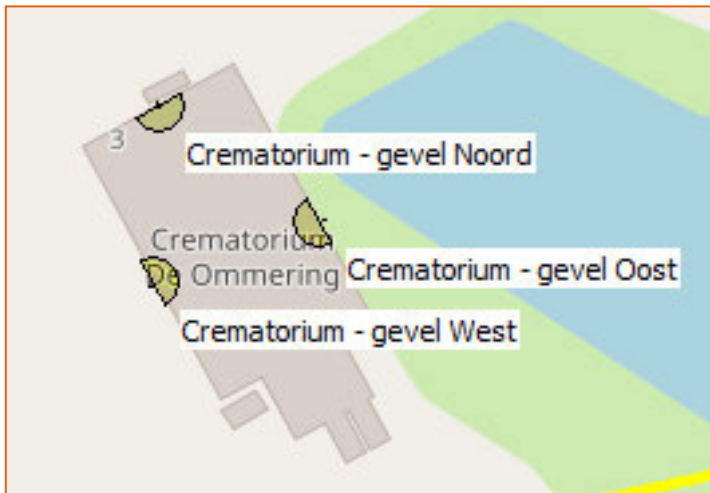 3
Crematorium - gevel Noord
Crematorium
De Ommering
Crematorium - gevel Oost
Crematorium - gevel West